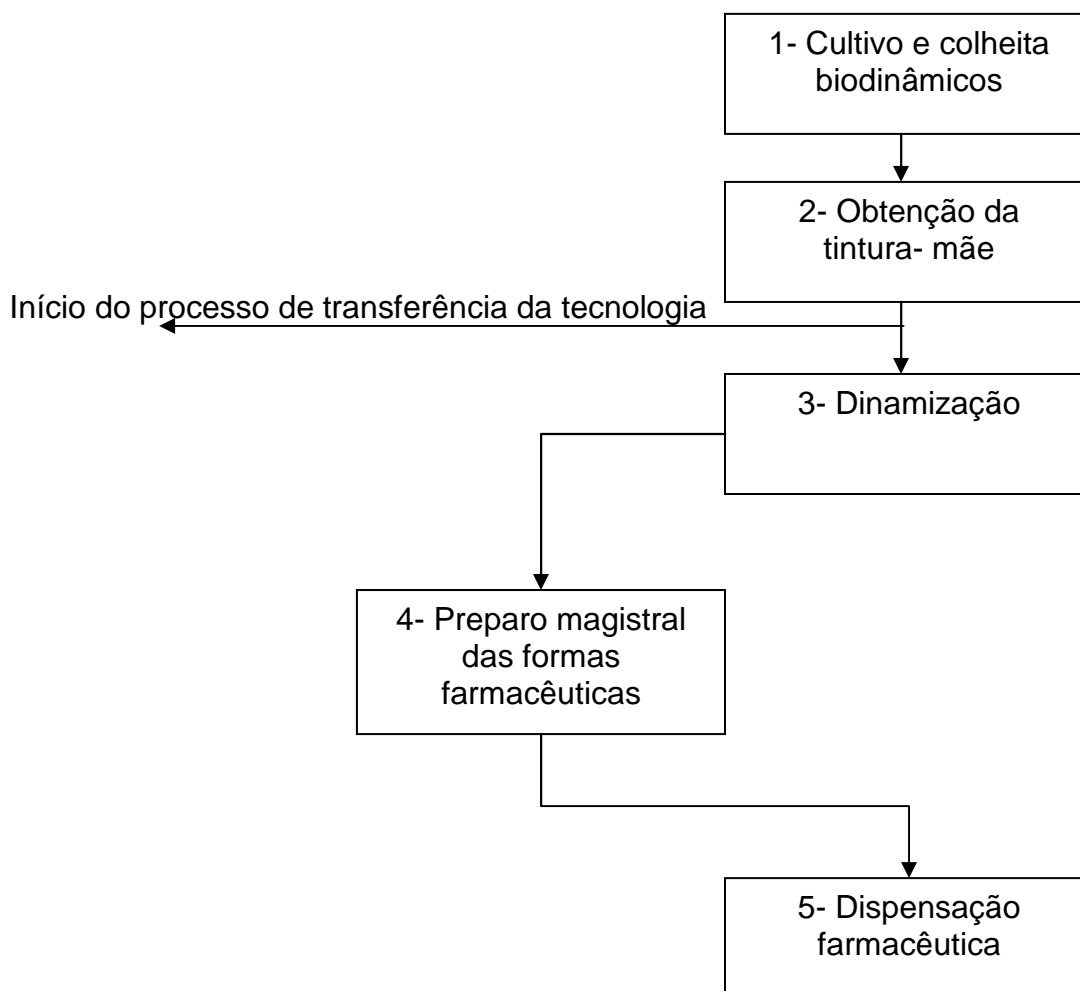 1- Cultivo e colheita
biodinâmicos
2- Obtenção da
tintura- mãe
Início do processo de transferência da tecnologia
3- Dinamização
4- Preparo magistral
das formas
farmacêuticas
5- Dispensação
farmacêutica